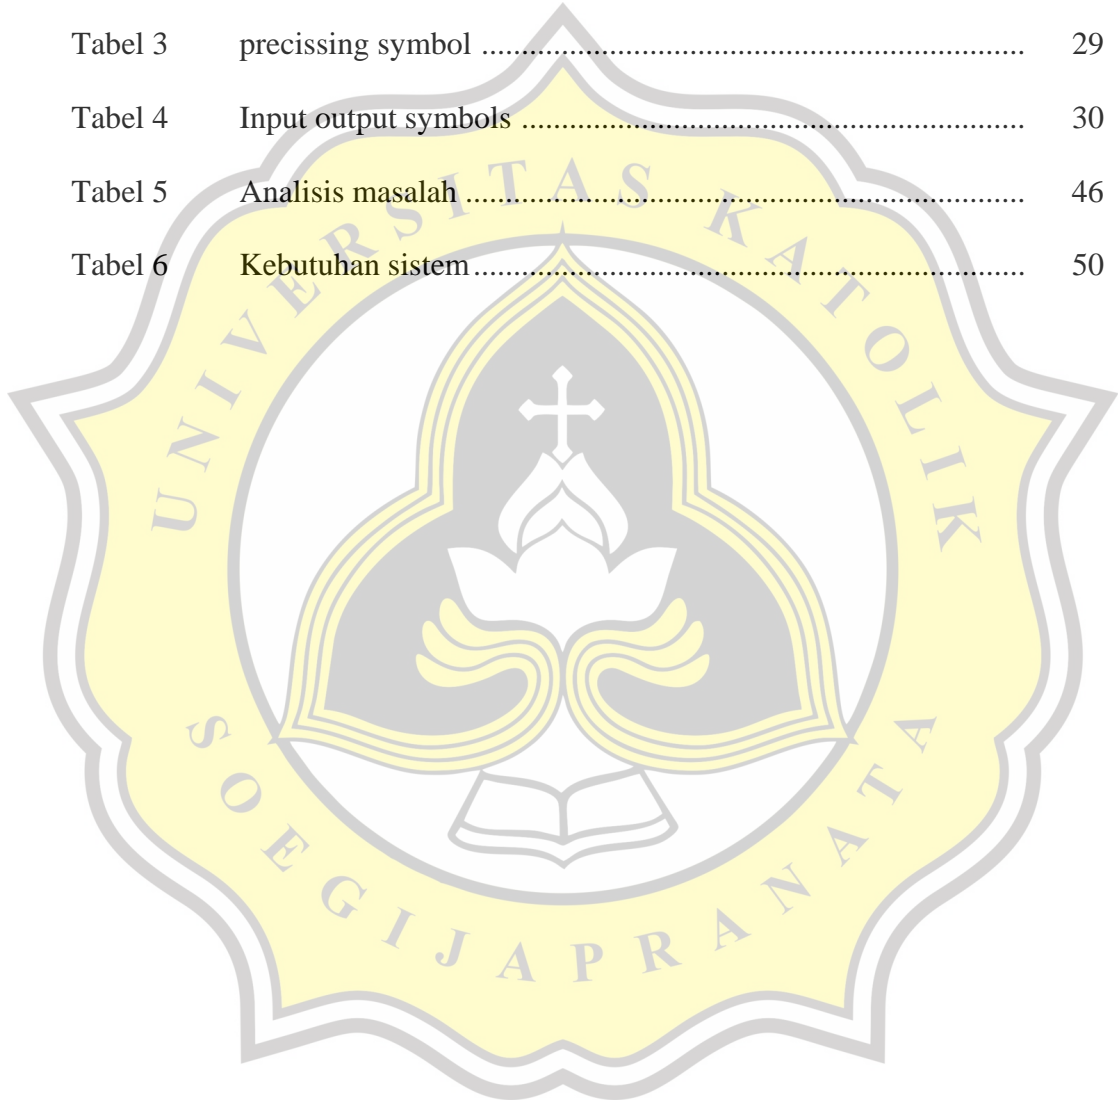 Tabel 3 precissing symbol ..................................................................... 29
Tabel 4 Input output symbols ................................................................ 30
Tabel 5 Analisis masalah ....................................................................... 46
Tabel 6 Kebutuhan sistem...................................................................... 50
UNIVERSITAS KATOLIK
SOEGIJAPRANATA